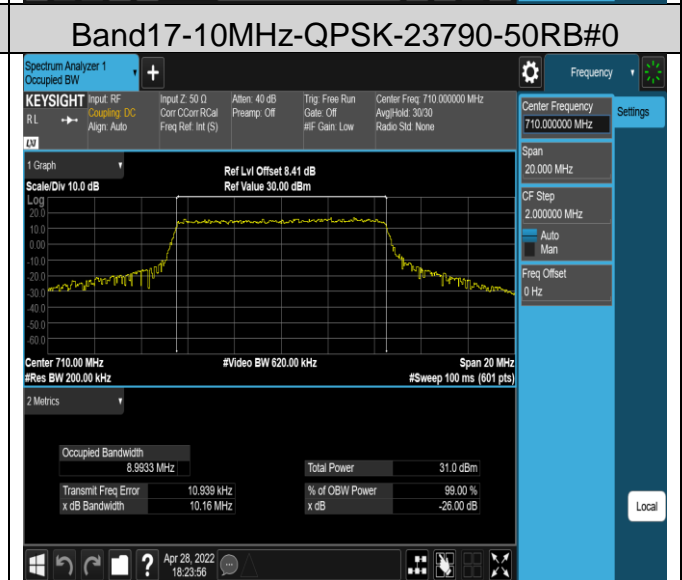 Band17-10MHz-QPSK-23790-50RB#0
Spectrum Analyzer 1
Occupied BW
+
Frequency
KEYSIGHT
RL
Input: RF
Coupling: DC
Align: Auto
Input Z: 50 Ω
Corr CCorr RCal
Freq Ref: Int (S)
Atten: 40 dB
Preamp: Off
Trig: Free Run
Gate: Off
#IF Gain: Low
Center Freq: 710.000000 MHz
Avg|Hold: 30/30
Radio Std: None
LXI
Center Frequency
710.000000 MHz
Settings
Span
20.000 MHz
CF Step
2.000000 MHz
Auto
Man
Freq Offset
0 Hz
1 Graph
Scale/Div 10.0 dB
Ref Lvl Offset 8.41 dB
Ref Value 30.00 dBm
Log
20.0
10.0
0.00
-10.0
-20.0
-30.0
-40.0
-50.0
-60.0
Center 710.00 MHz
#Res BW 200.00 kHz
#Video BW 620.00 kHz
Span 20 MHz
#Sweep 100 ms (601 pts)
2 Metrics
Occupied Bandwidth
8.9933 MHz
Transmit Freq Error 10.939 kHz
x dB Bandwidth 10.16 MHz
Total Power 31.0 dBm
% of OBW Power 99.00 %
x dB -26.00 dB
Local
?
Apr 28, 2022
18:23:56